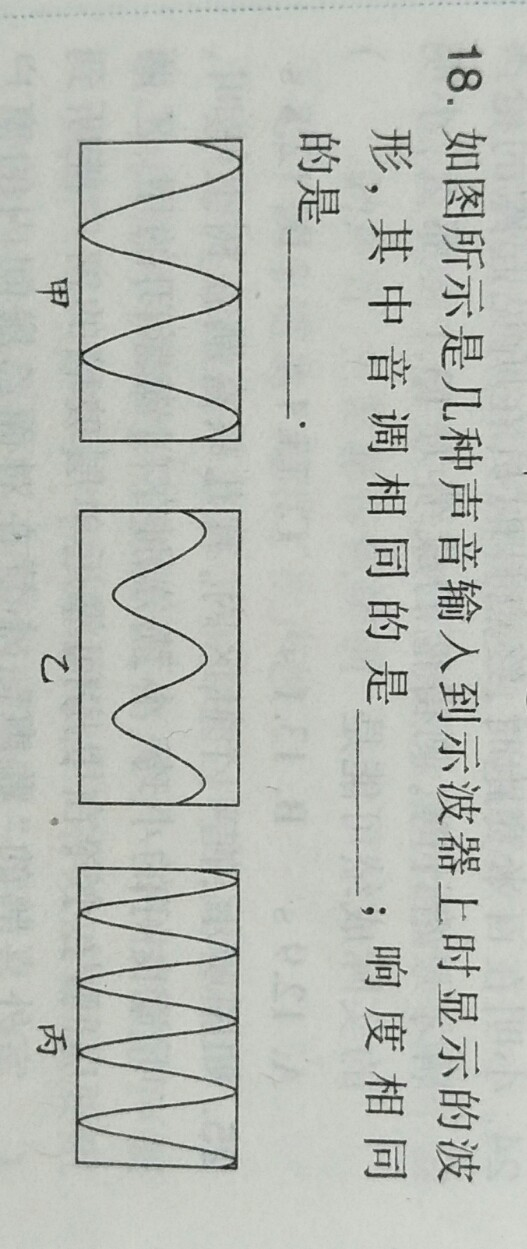 18. 如图所示是几种声音输入到示波器上时显示的波
形，其中音调相同的是________；响度相同
的是________.
甲 乙 丙